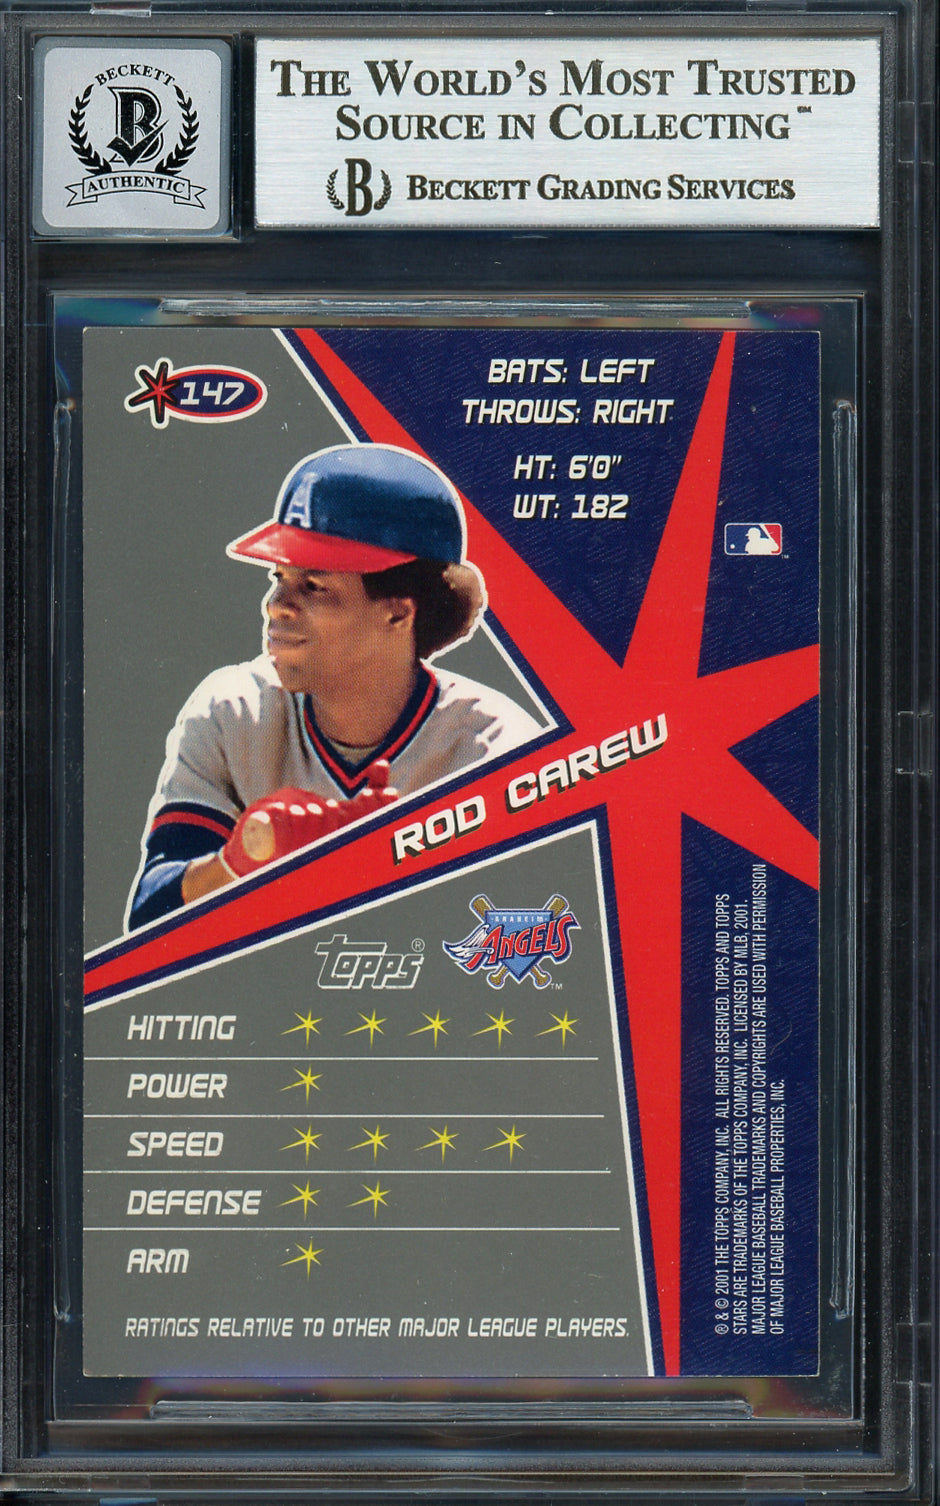 BECKETT
B
AUTHENTIC
THE WORLD'S MOST TRUSTED
SOURCE IN COLLECTING™
B BECKETT GRADING SERVICES
147
BATS: LEFT
THROWS: RIGHT
HT: 6'0"
WT: 182
A
ROD CAREW
TOPPS®
ANAHEIM
ANGELS™
HITTING
POWER
SPEED
DEFENSE
ARM
RATINGS RELATIVE TO OTHER MAJOR LEAGUE PLAYERS.
® & © 2001 THE TOPPS COMPANY, INC. ALL RIGHTS RESERVED. TOPPS AND TOPPS
STARS ARE TRADEMARKS OF THE TOPPS COMPANY, INC. LICENSED BY MLB, 2001.
MAJOR LEAGUE BASEBALL TRADEMARKS AND COPYRIGHTS ARE USED WITH PERMISSION
OF MAJOR LEAGUE BASEBALL PROPERTIES, INC.